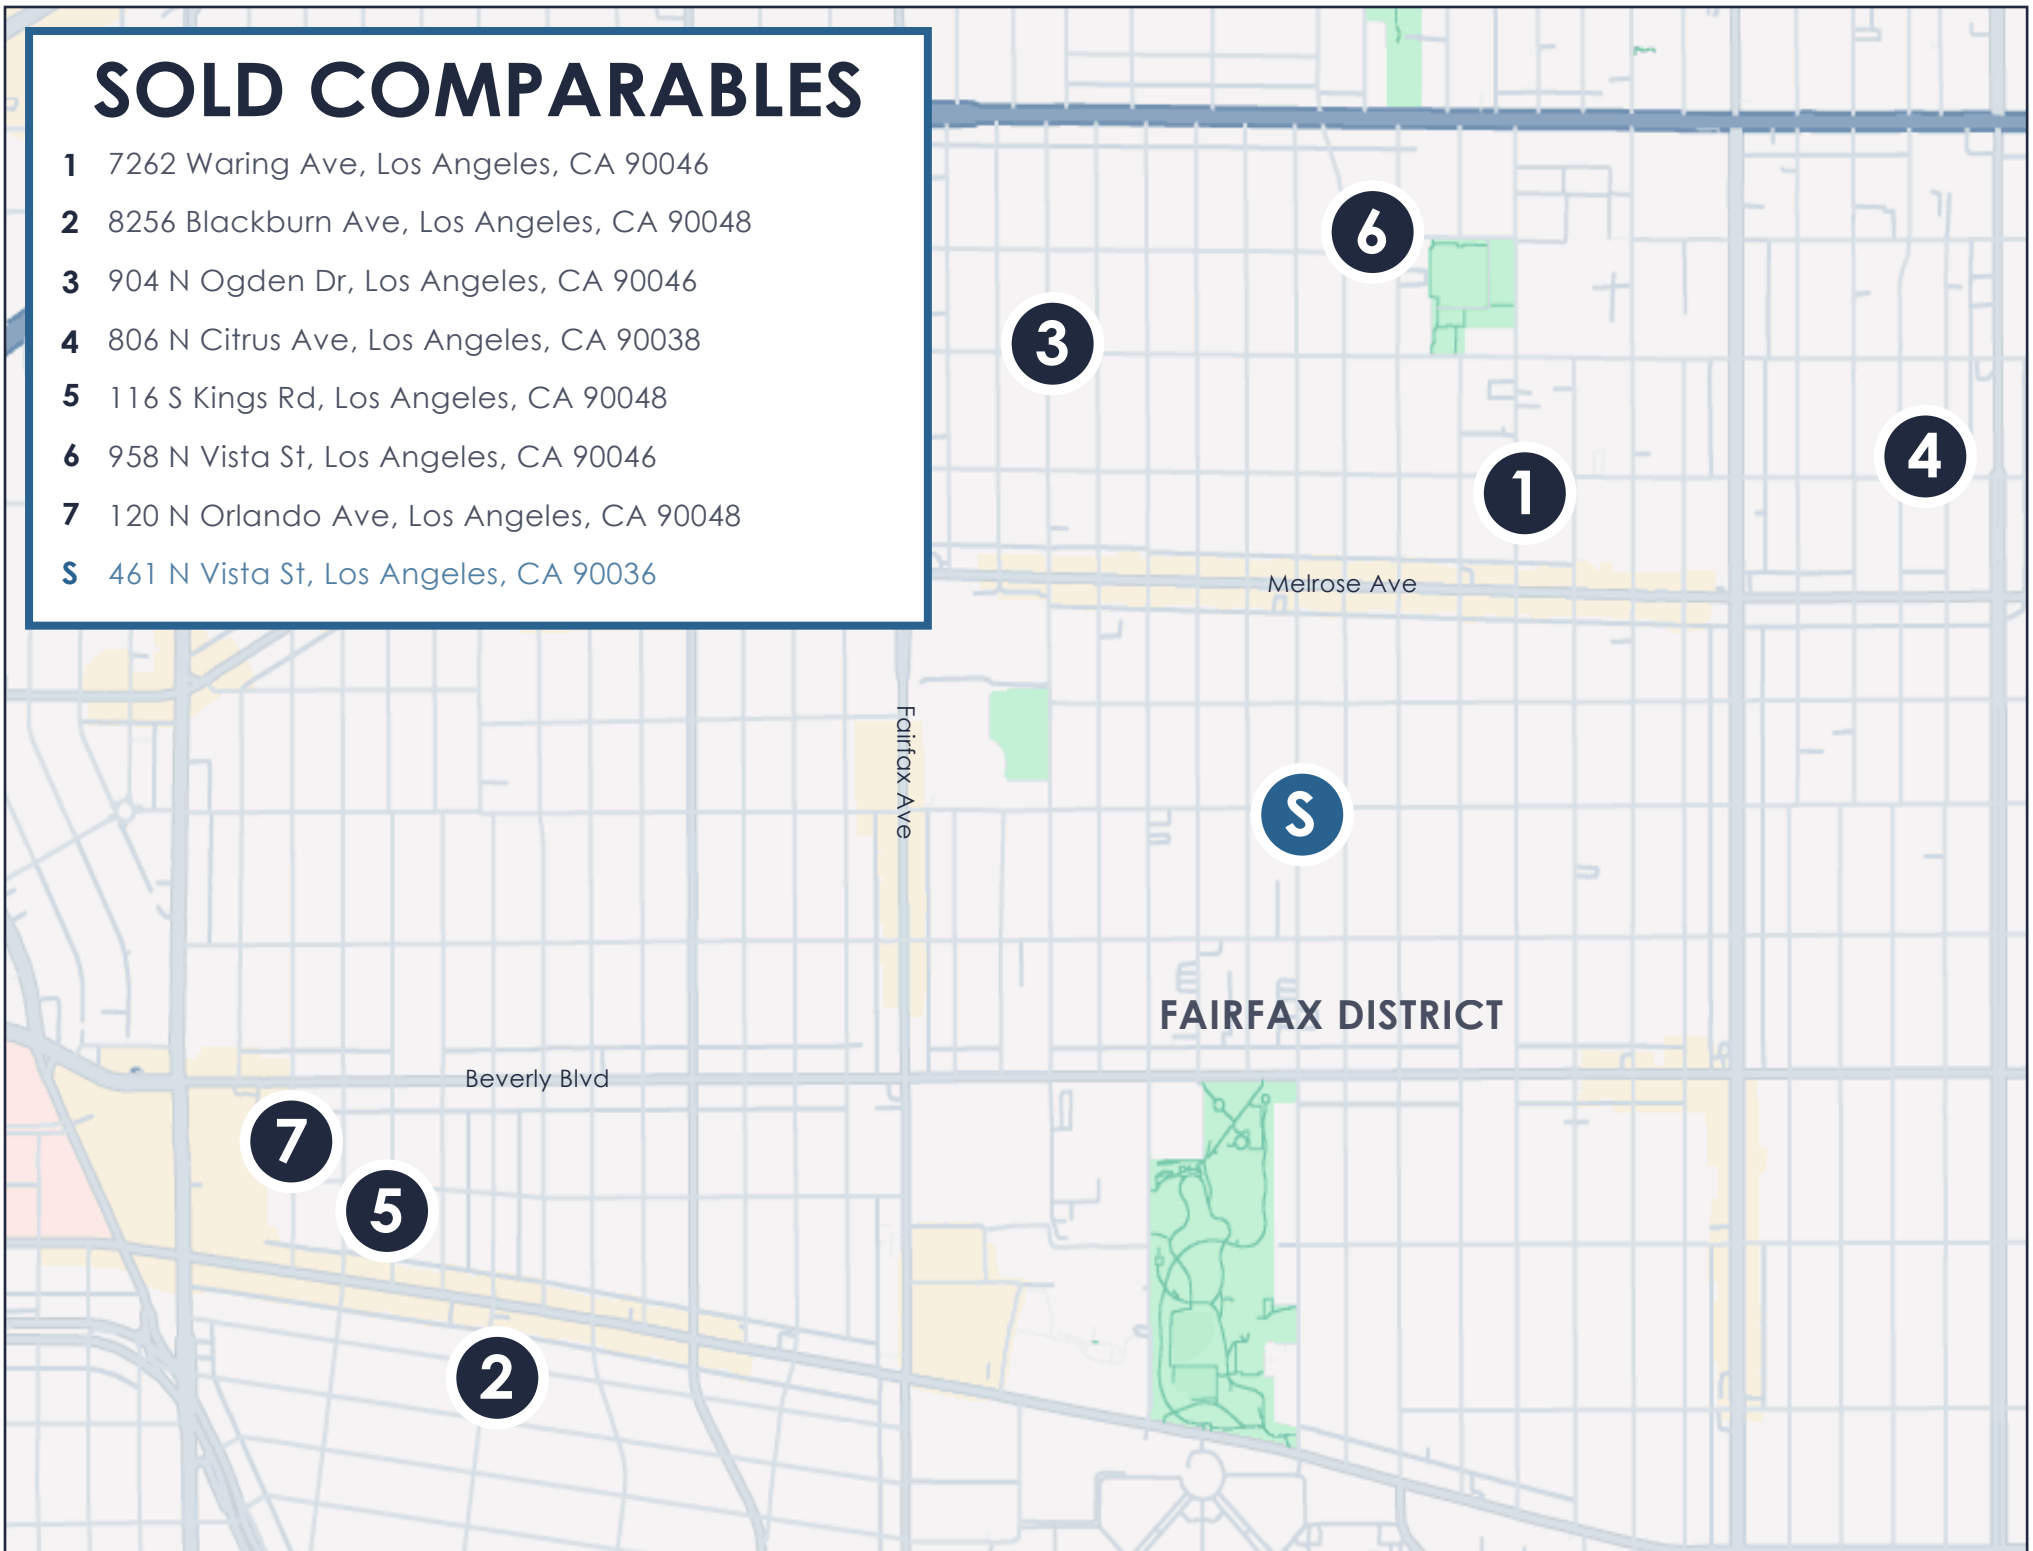 SOLD COMPARABLES
1 7262 Waring Ave, Los Angeles, CA 90046
2 8256 Blackburn Ave, Los Angeles, CA 90048
3 904 N Ogden Dr, Los Angeles, CA 90046
4 806 N Citrus Ave, Los Angeles, CA 90038
5 116 S Kings Rd, Los Angeles, CA 90048
6 958 N Vista St, Los Angeles, CA 90046
7 120 N Orlando Ave, Los Angeles, CA 90048
S 461 N Vista St, Los Angeles, CA 90036
6
3
4
1
Melrose Ave
Fairfax Ave
S
FAIRFAX DISTRICT
Beverly Blvd
7
5
2